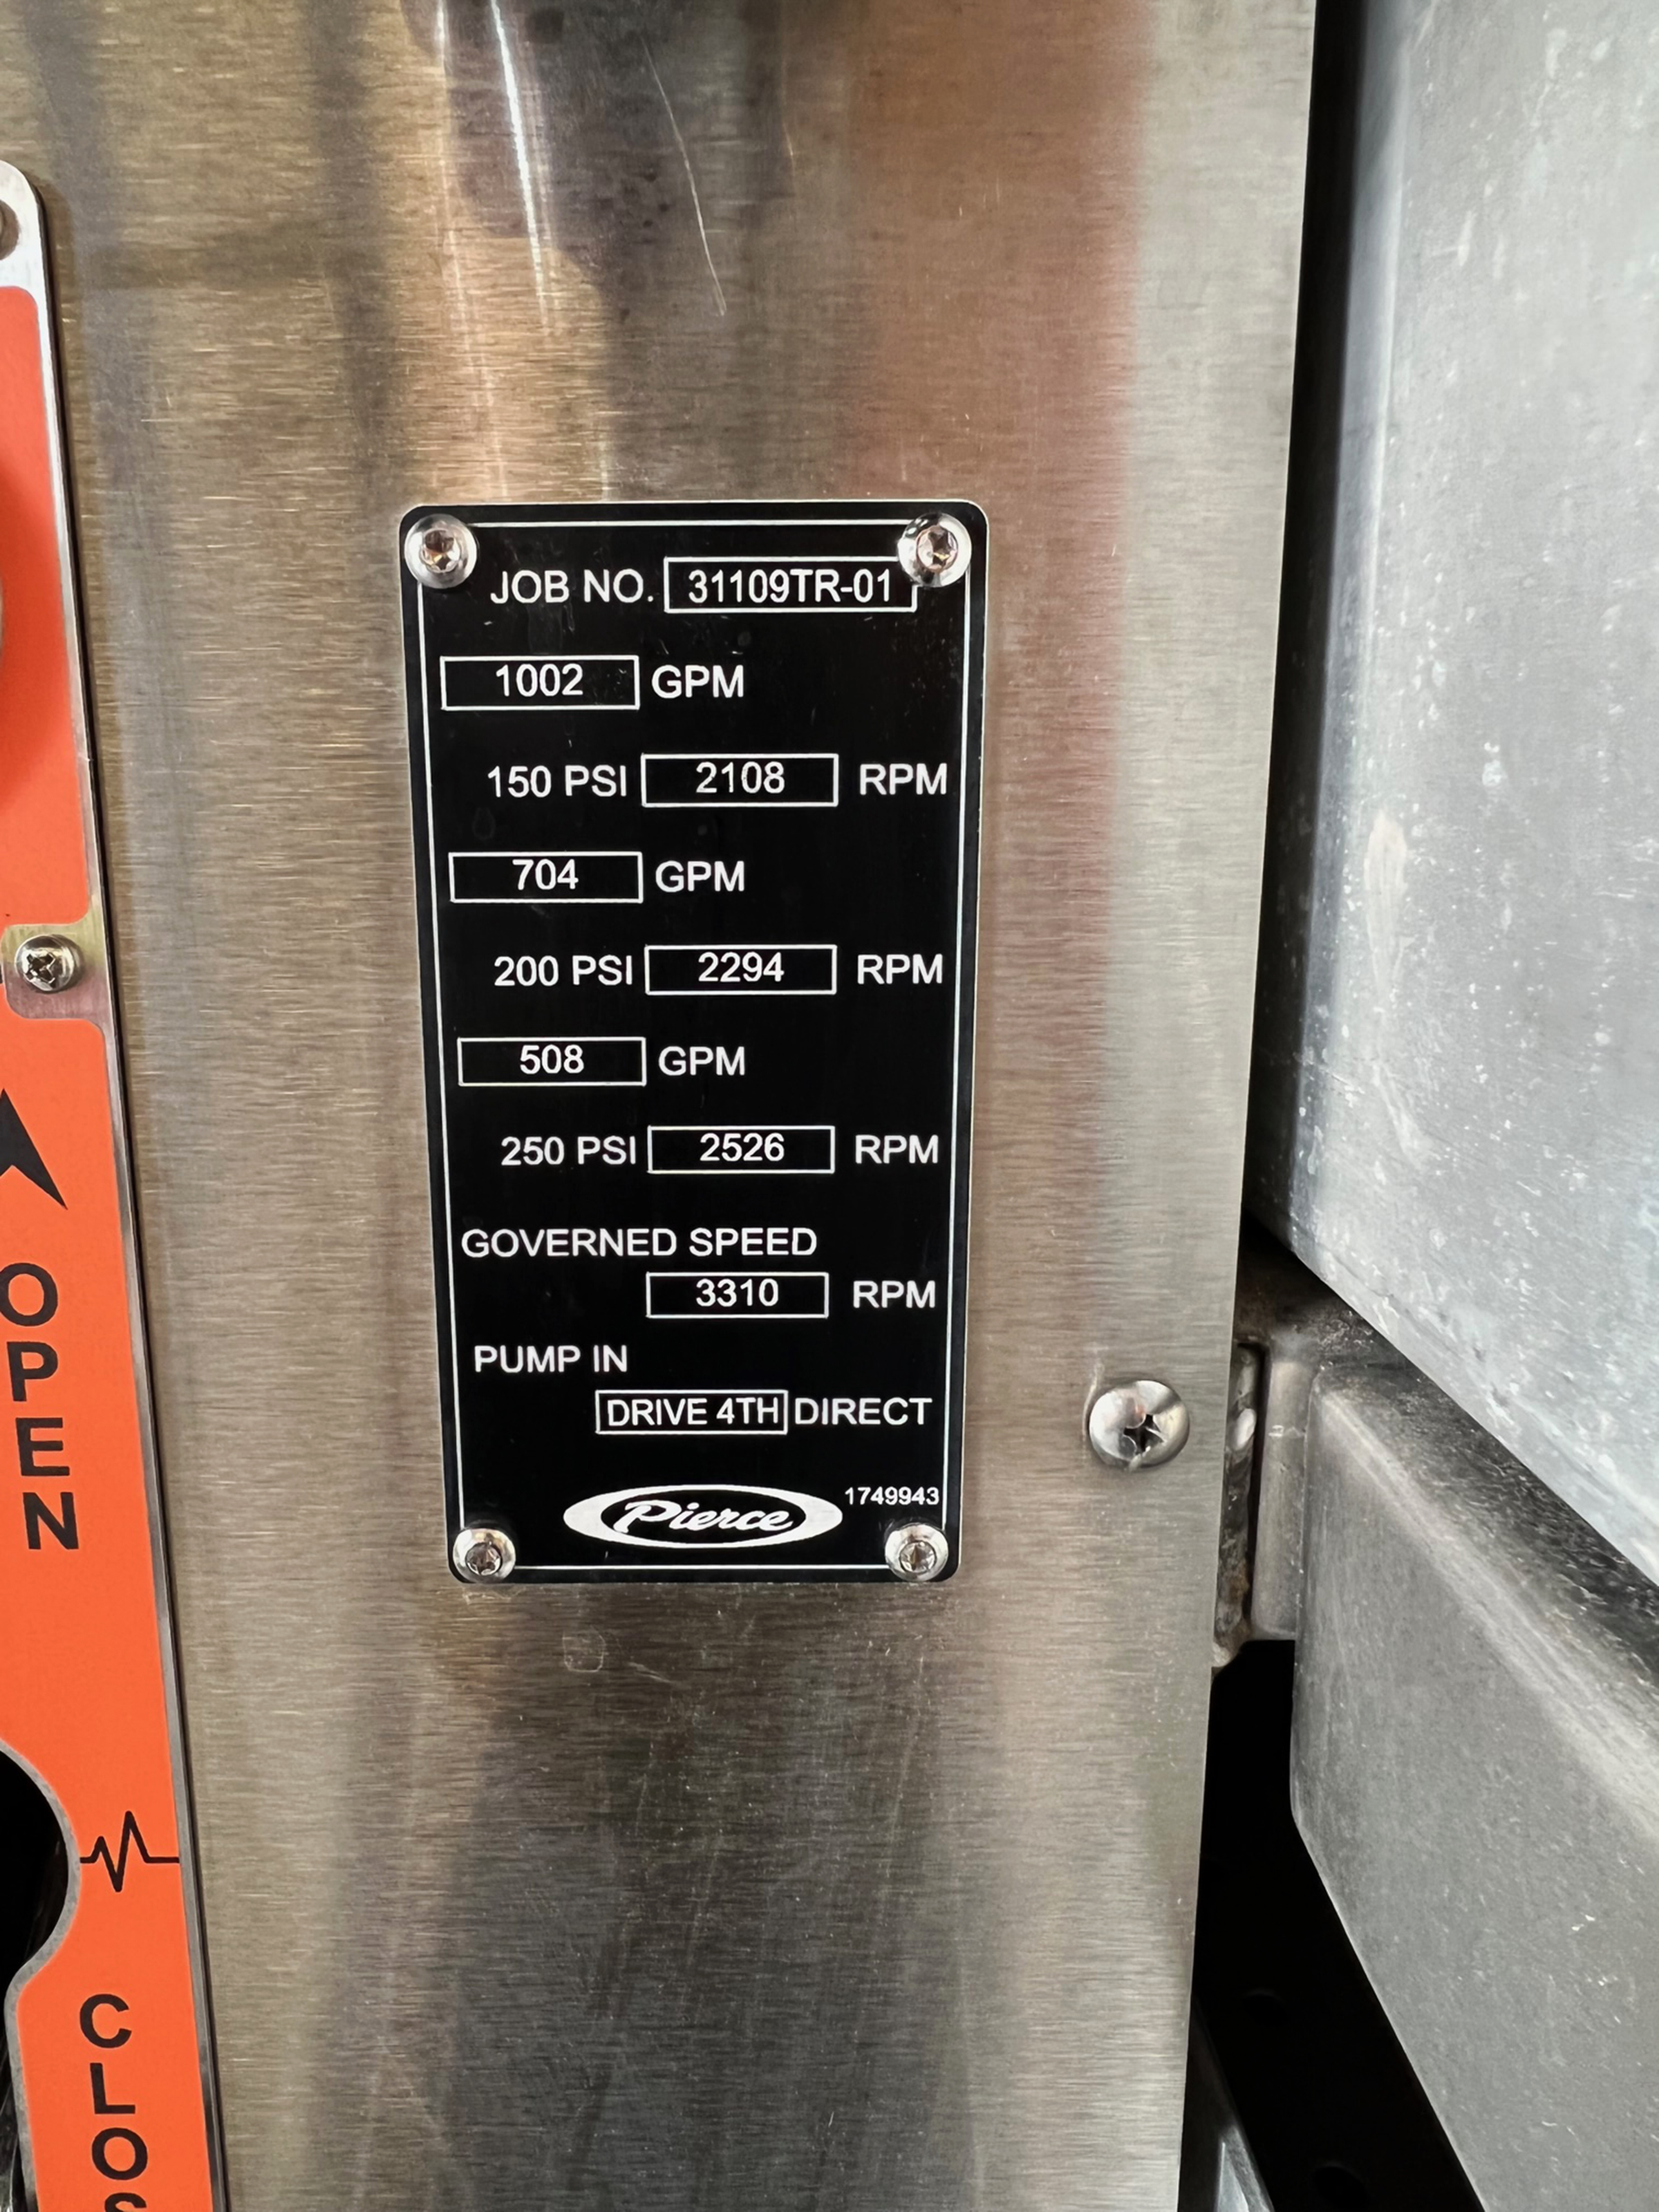 JOB NO. 31109TR-01
1002 GPM
150 PSI 2108 RPM
704 GPM
200 PSI 2294 RPM
508 GPM
250 PSI 2526 RPM
GOVERNED SPEED
3310 RPM
PUMP IN
DRIVE 4TH DIRECT
Pierce 1749943
OPEN
CLOS